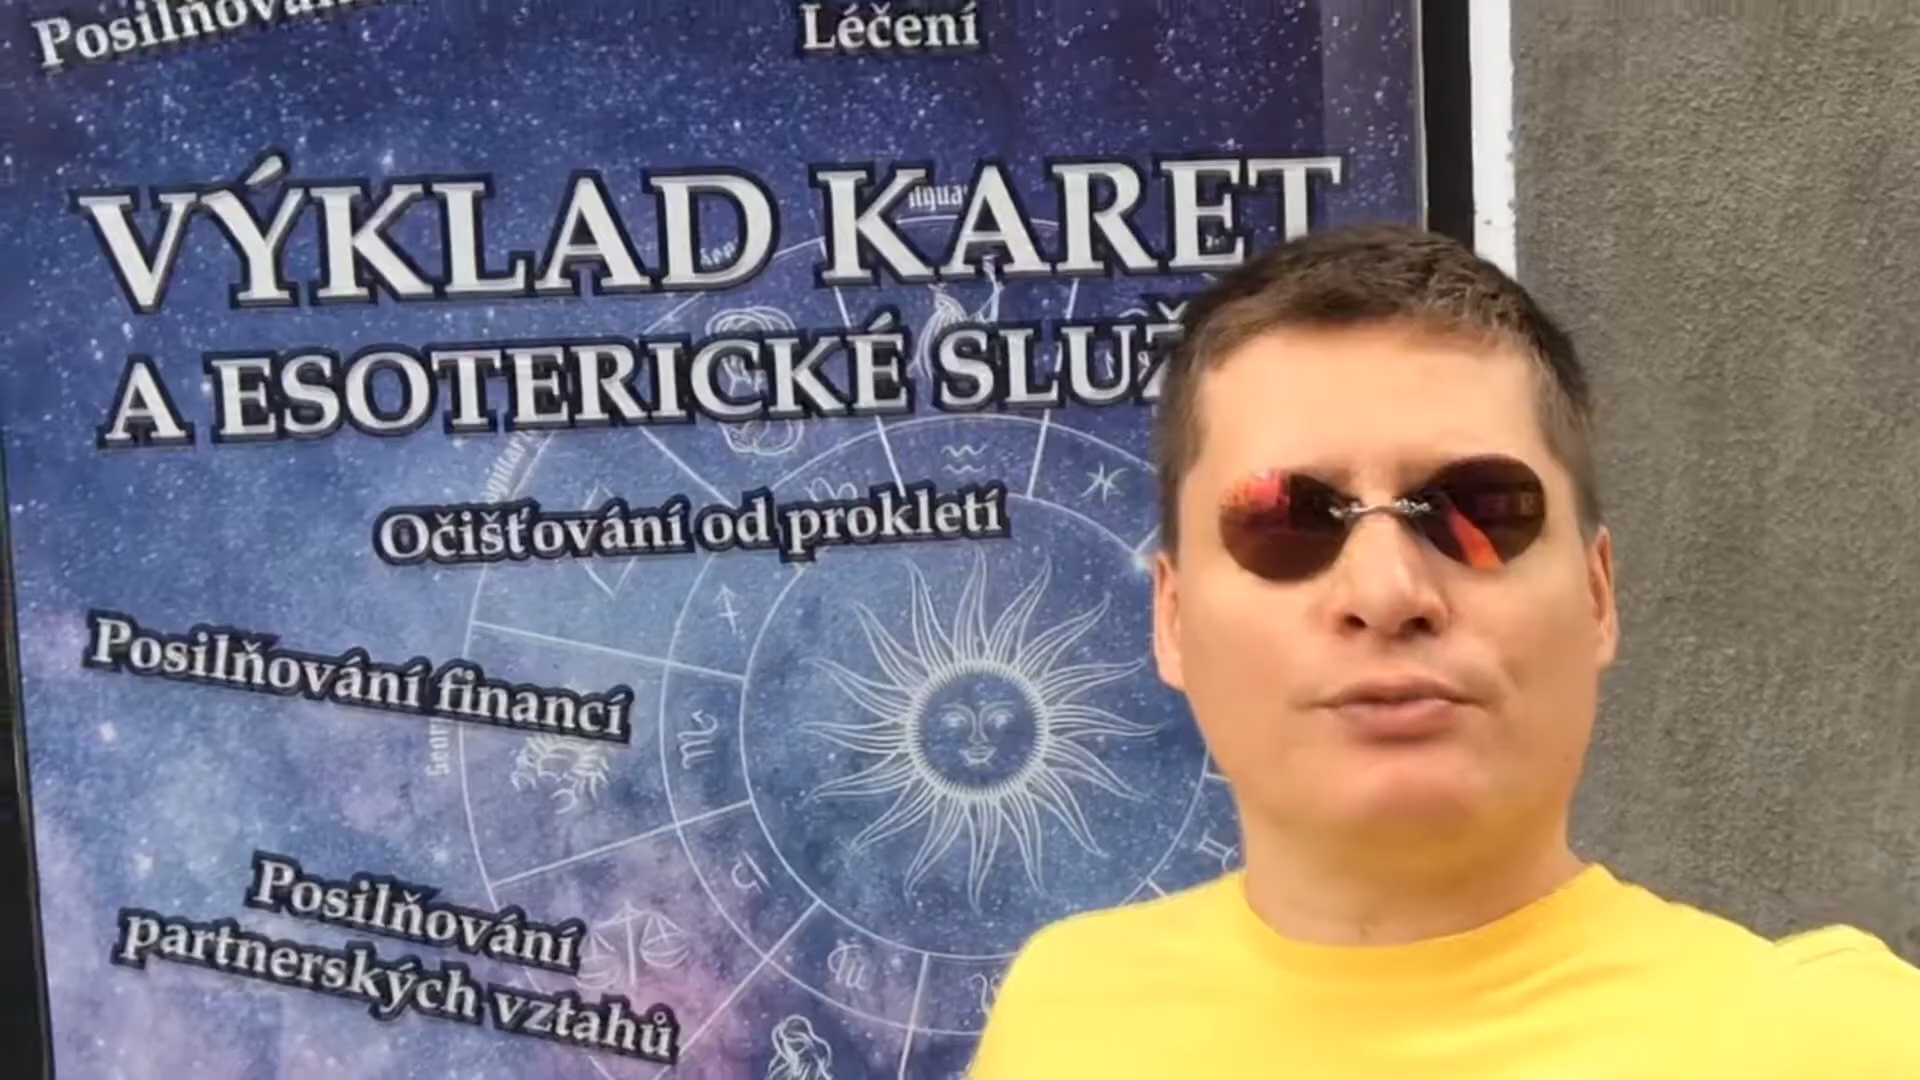 Léčení
VÝKLAD KARET
A ESOTERICKÉ
Očišťování od prokletí
Posilňování financí
Posilňování
partnerských vztahů